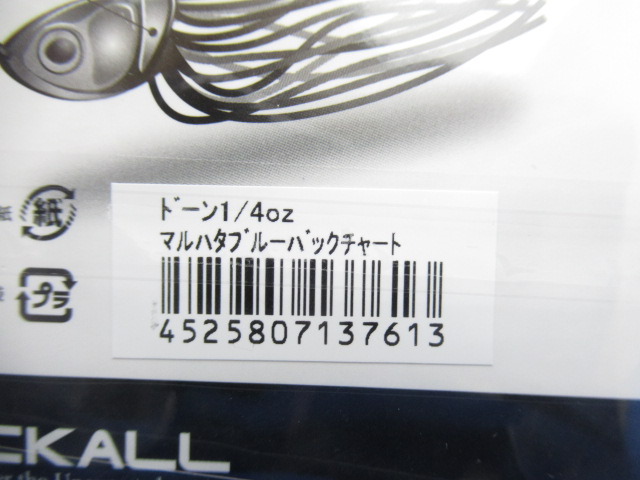 紙
プラ
ドーン1/4oz
マルハタブルーバックチャート
4525807137613
CKALL